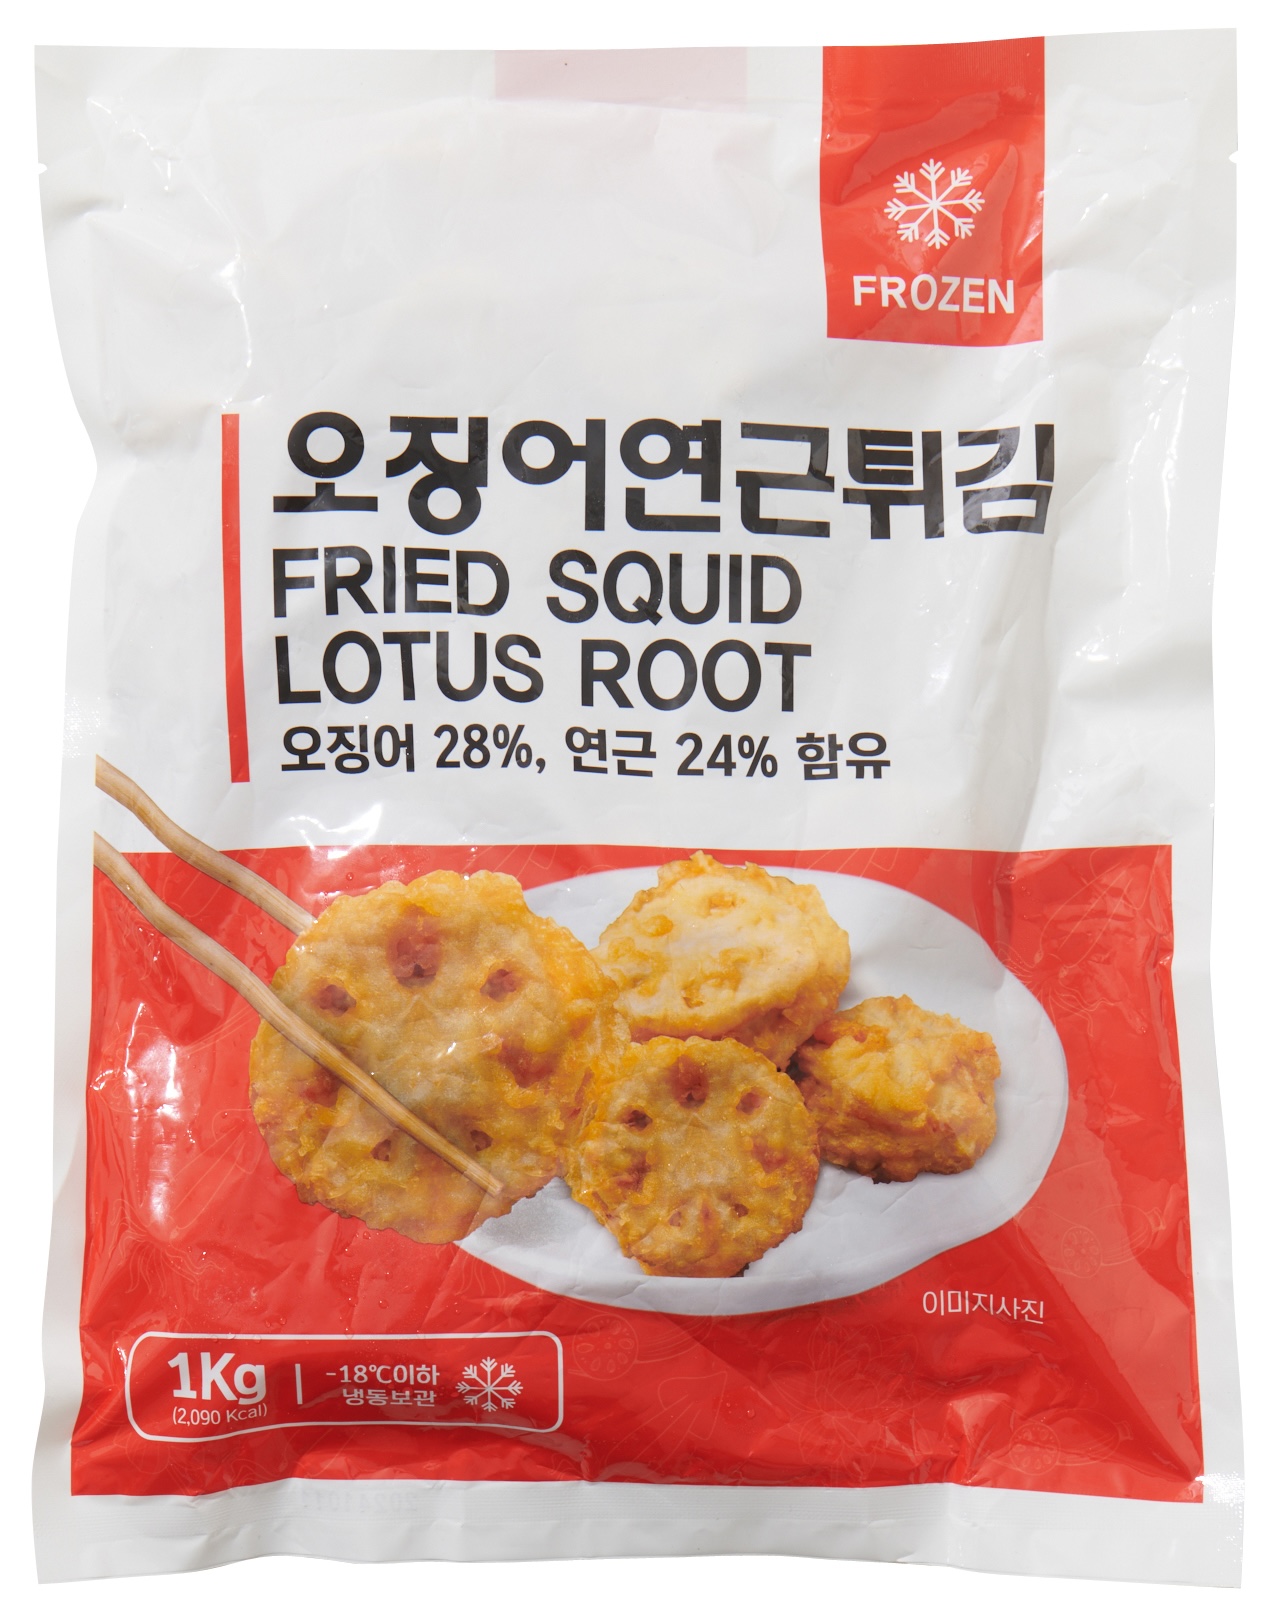 FROZEN
오징어연근튀김
FRIED SQUID
LOTUS ROOT
오징어 28%, 연근 24% 함유
이미지사진
1Kg
(2,090 Kcal)
-18℃이하
냉동보관